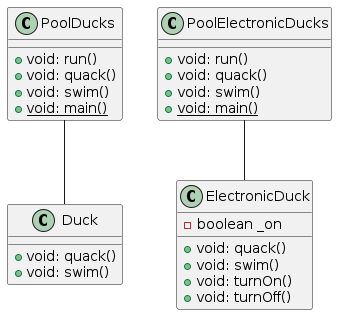 C PoolDucks
void: run()
void: quack()
void: swim()
void: main()
C PoolElectronicDucks
void: run()
void: quack()
void: swim()
void: main()
C Duck
void: quack()
void: swim()
C ElectronicDuck
boolean _on
void: quack()
void: swim()
void: turnOn()
void: turnOff()